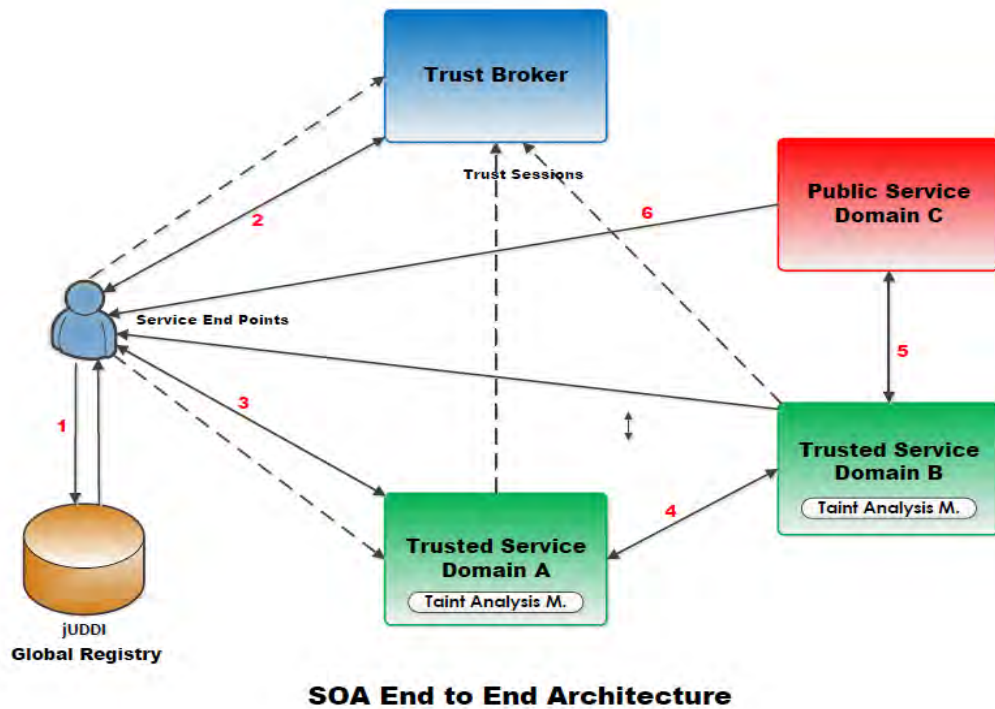 Trust Broker
Trust Sessions
Public Service
Domain C
6
2
Service End Points
5
3
1
Trusted Service
Domain B
Taint Analysis M.
4
Trusted Service
Domain A
Taint Analysis M.
jUDDI
Global Registry
SOA End to End Architecture